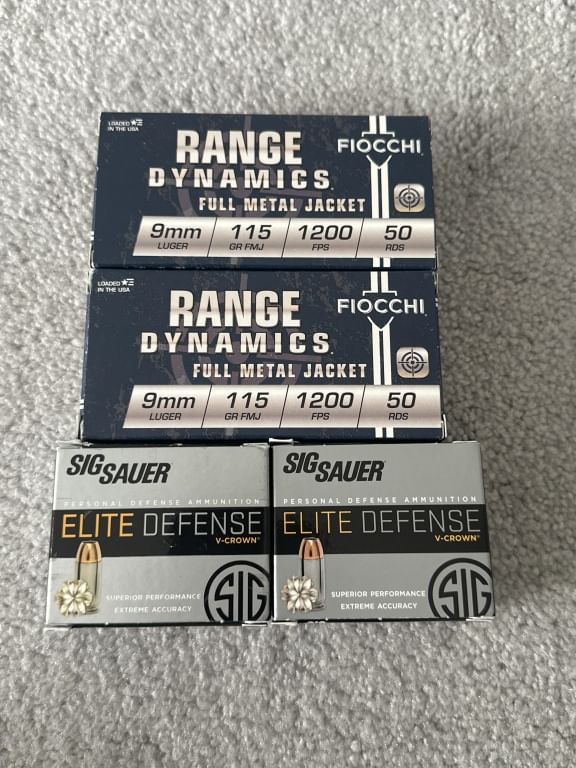 LOADED IN THE USA
RANGE
DYNAMICS
FULL METAL JACKET
FIOCCHI
9mm 115 1200 50
LUGER GR FMJ FPS RDS
LOADED IN THE USA
RANGE
DYNAMICS
FULL METAL JACKET
FIOCCHI
9mm 115 1200 50
LUGER GR FMJ FPS RDS
SIG SAUER
PERSONAL DEFENSE AMMUNITION
ELITE DEFENSE
V-CROWN™
SUPERIOR PERFORMANCE
EXTREME ACCURACY
SIG
SIG SAUER
PERSONAL DEFENSE AMMUNITION
ELITE DEFENSE
V-CROWN™
SUPERIOR PERFORMANCE
EXTREME ACCURACY
SIG